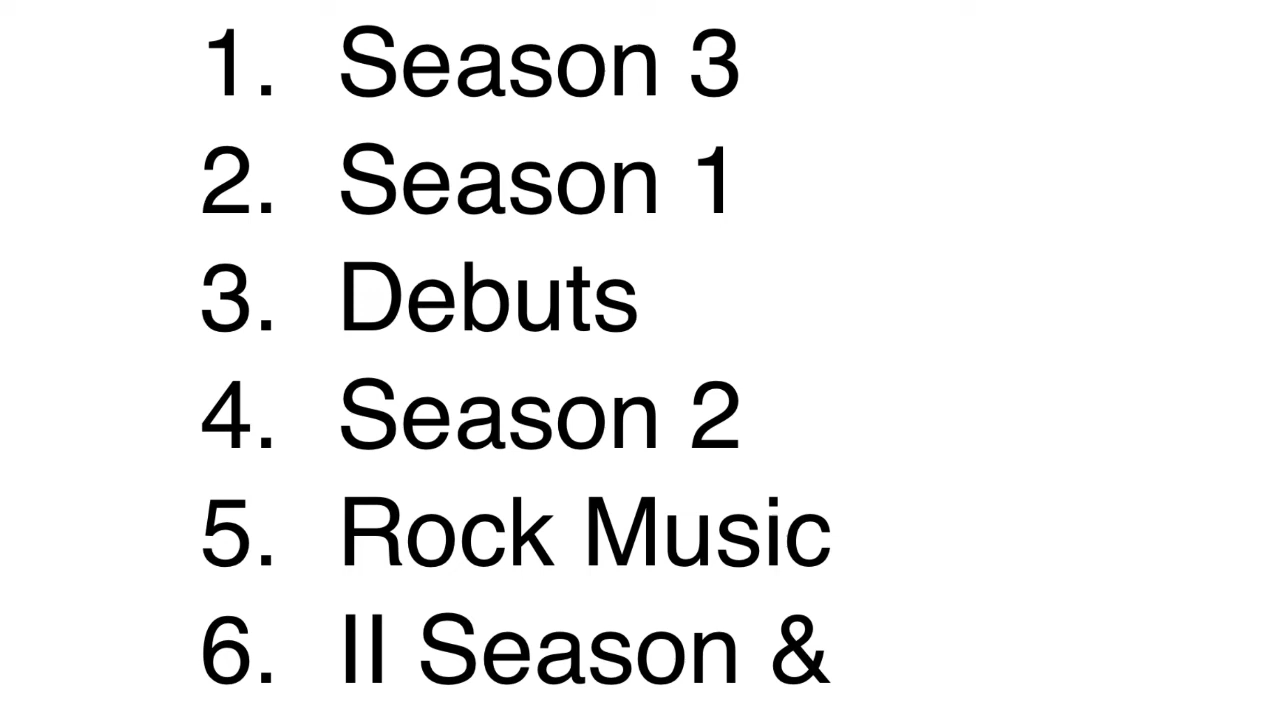 1. Season 3
2. Season 1
3. Debuts
4. Season 2
5. Rock Music
6. II Season &